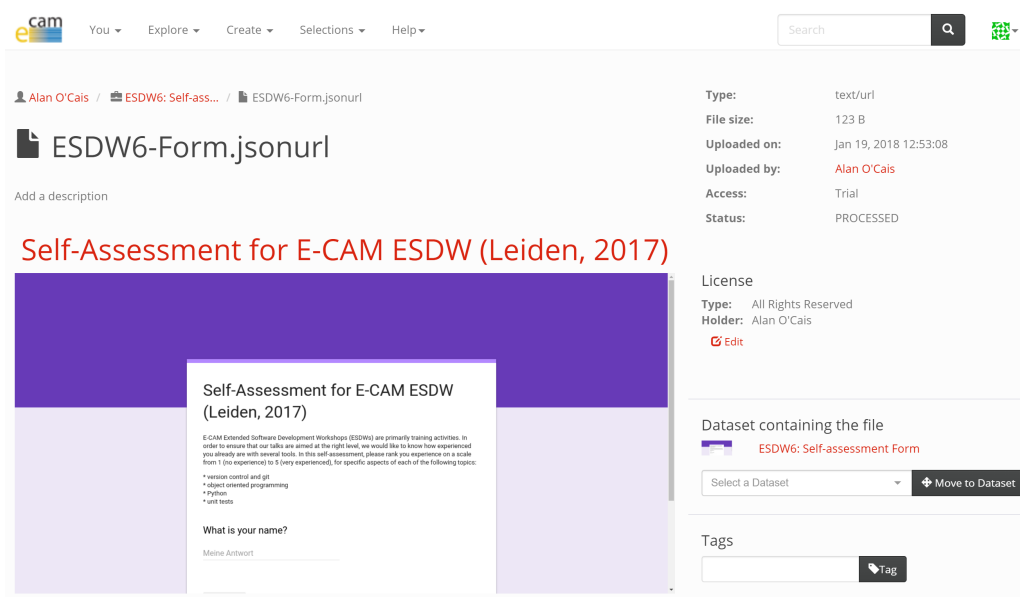 e cam
You
Explore
Create
Selections
Help
Search
Alan O'Cais / ESDW6: Self-ass... / ESDW6-Form.jsonurl
ESDW6-Form.jsonurl
Add a description
Self-Assessment for E-CAM ESDW (Leiden, 2017)
Self-Assessment for E-CAM ESDW
(Leiden, 2017)
E-CAM Extended Software Development Workshops (ESDWs) are primarily training activities. In
order to ensure that our talks are aimed at the right level, we would like to know how experienced
you already are with several tools. In this self-assessment, please rank you experience on a scale
from 1 (no experience) to 5 (very experienced), for specific aspects of each of the following topics:
* version control and git
* object oriented programming
* Python
* unit tests
What is your name?
Meine Antwort
Type: text/url
File size: 123 B
Uploaded on: Jan 19, 2018 12:53:08
Uploaded by: Alan O'Cais
Access: Trial
Status: PROCESSED
License
Type: All Rights Reserved
Holder: Alan O'Cais
Edit
Dataset containing the file
ESDW6: Self-assessment Form
Select a Dataset
Move to Dataset
Tags
Tag